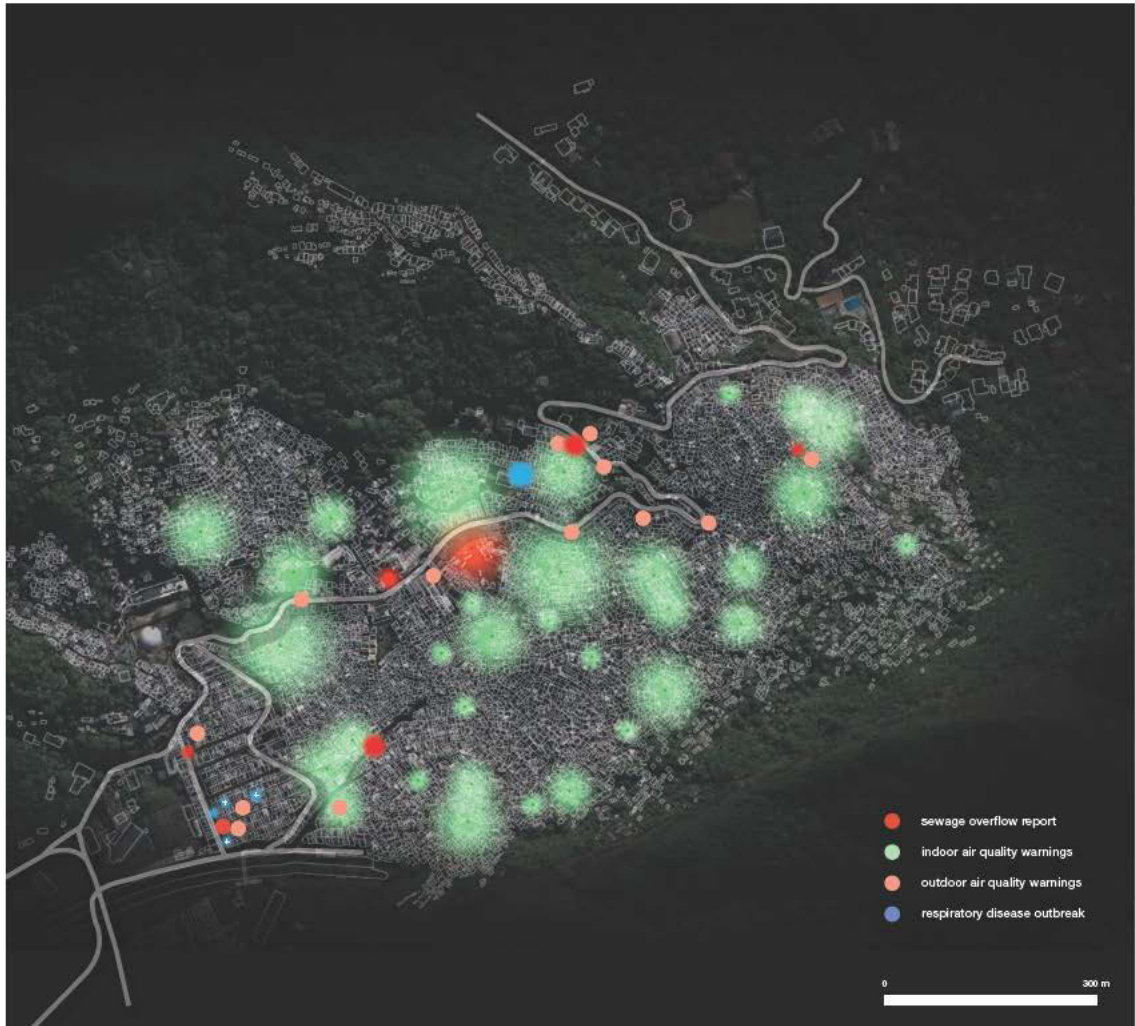 sewage overflow report
indoor air quality warnings
outdoor air quality warnings
respiratory disease outbreak
0 300 m